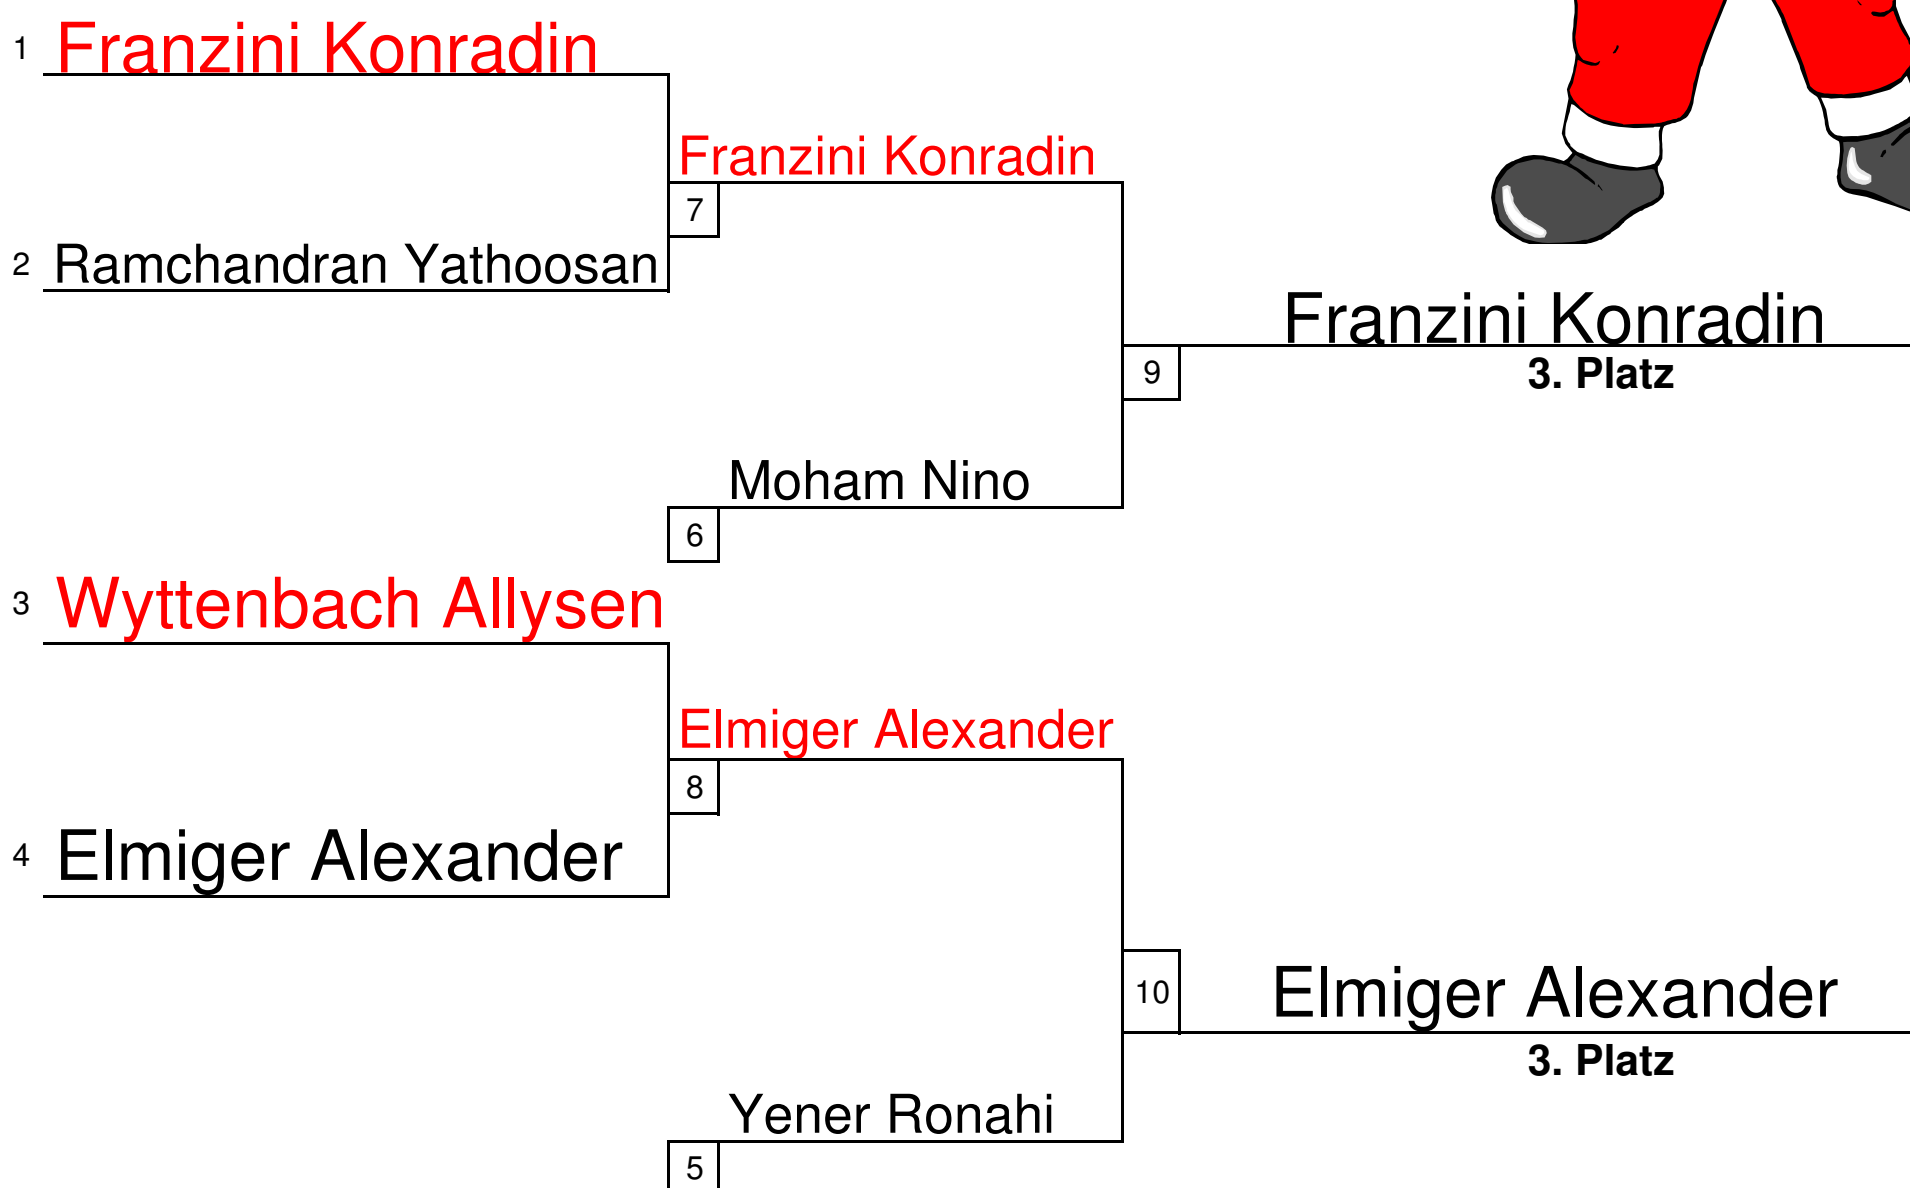 1 Franzini Konradin
Franzini Konradin
7
2 Ramchandran Yathoosan
Franzini Konradin
9
3. Platz
Moham Nino
6
3 Wyttenbach Allysen
Elmiger Alexander
8
4 Elmiger Alexander
10 Elmiger Alexander
3. Platz
Yener Ronahi
5